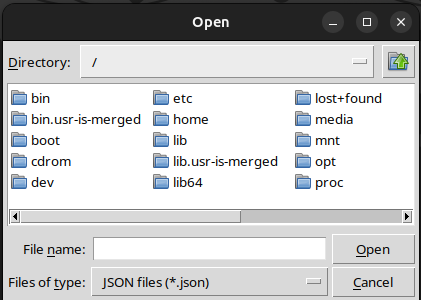 Open
Directory: /
bin etc lost+found
bin.usr-is-merged home media
boot lib mnt
cdrom lib.usr-is-merged opt
dev lib64 proc
File name: Open
Files of type: JSON files (*.json) Cancel